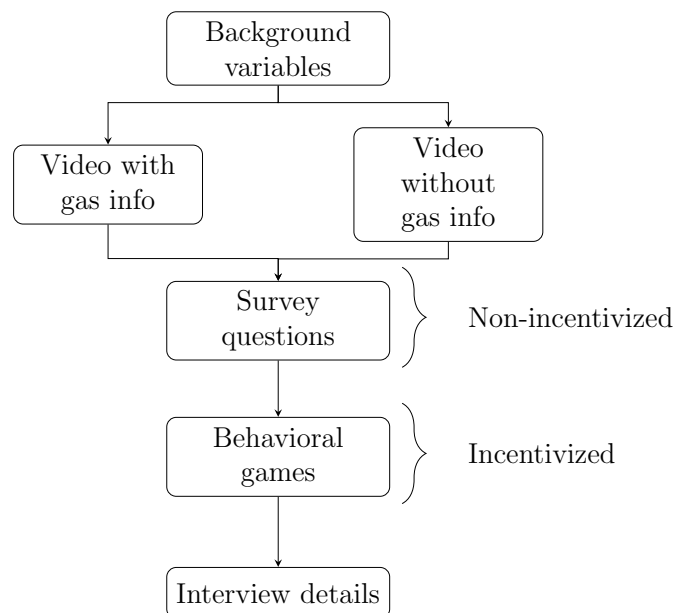 Background
variables
Video with
gas info
Video
without
gas info
Survey
questions
Non-incentivized
Behavioral
games
Incentivized
Interview details